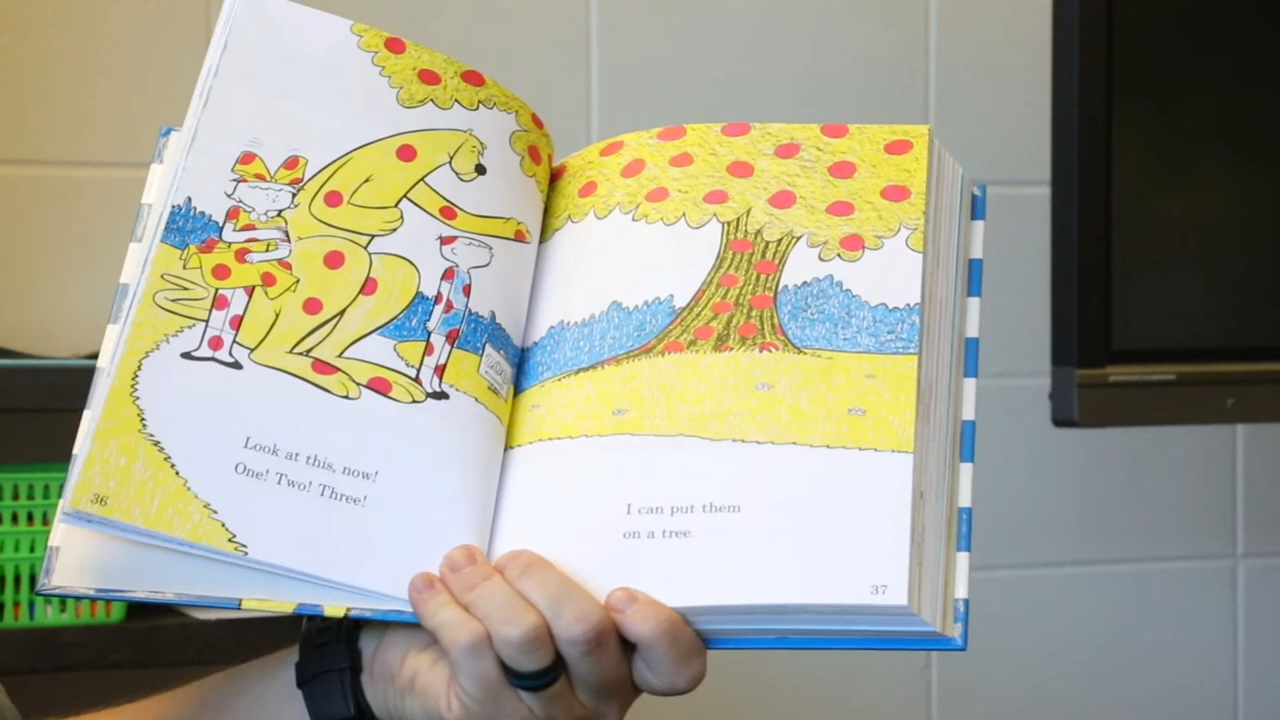 Look at this, now!
One! Two! Three!
36
I can put them
on a tree.
37